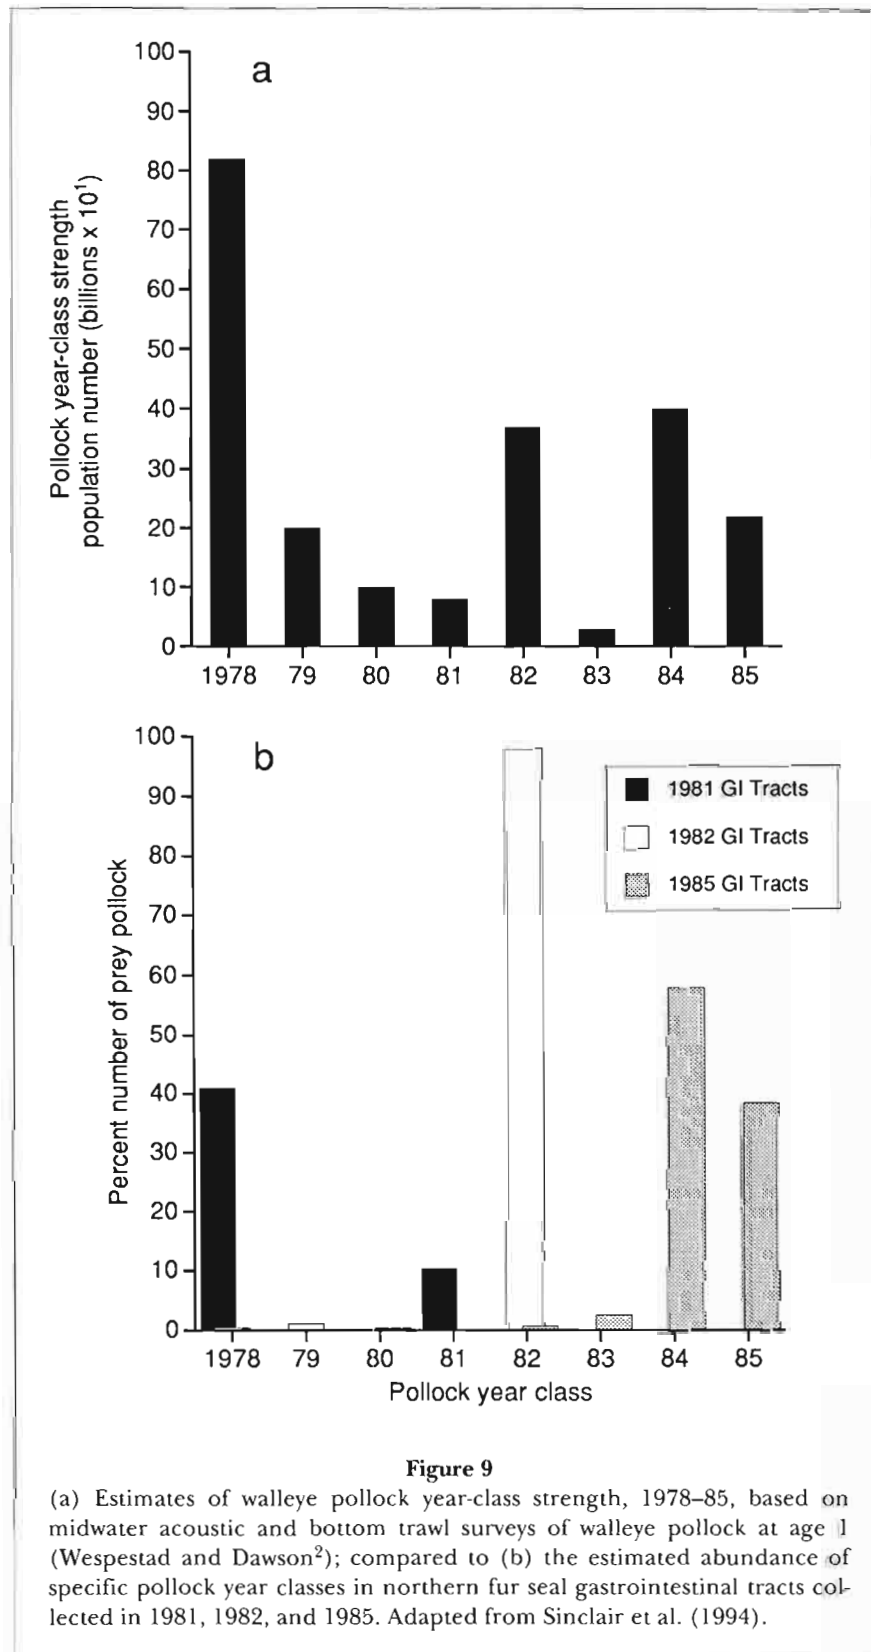 a
Pollock year-class strength
population number (billions x 10¹)
100
90
80
70
60
50
40
30
20
10
0
1978 79 80 81 82 83 84 85
b
1981 GI Tracts
1982 GI Tracts
1985 GI Tracts
Percent number of prey pollock
100
90
80
70
60
50
40
30
20
10
0
1978 79 80 81 82 83 84 85
Pollock year class
Figure 9
(a) Estimates of walleye pollock year-class strength, 1978–85, based on
midwater acoustic and bottom trawl surveys of walleye pollock at age 1
(Wespestad and Dawson²); compared to (b) the estimated abundance of
specific pollock year classes in northern fur seal gastrointestinal tracts col-
lected in 1981, 1982, and 1985. Adapted from Sinclair et al. (1994).